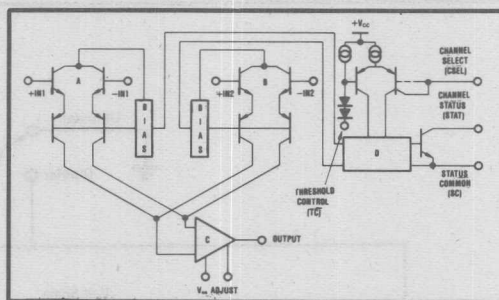 +VCC
CHANNEL
SELECT
(CSEL)
A
B
+IN1
-IN1
+IN2
-IN2
BIAS
BIAS
CHANNEL
STATUS
(STAT)
D
THRESHOLD
CONTROL
(TC)
STATUS
COMMON
(SC)
C
OUTPUT
ADJUST